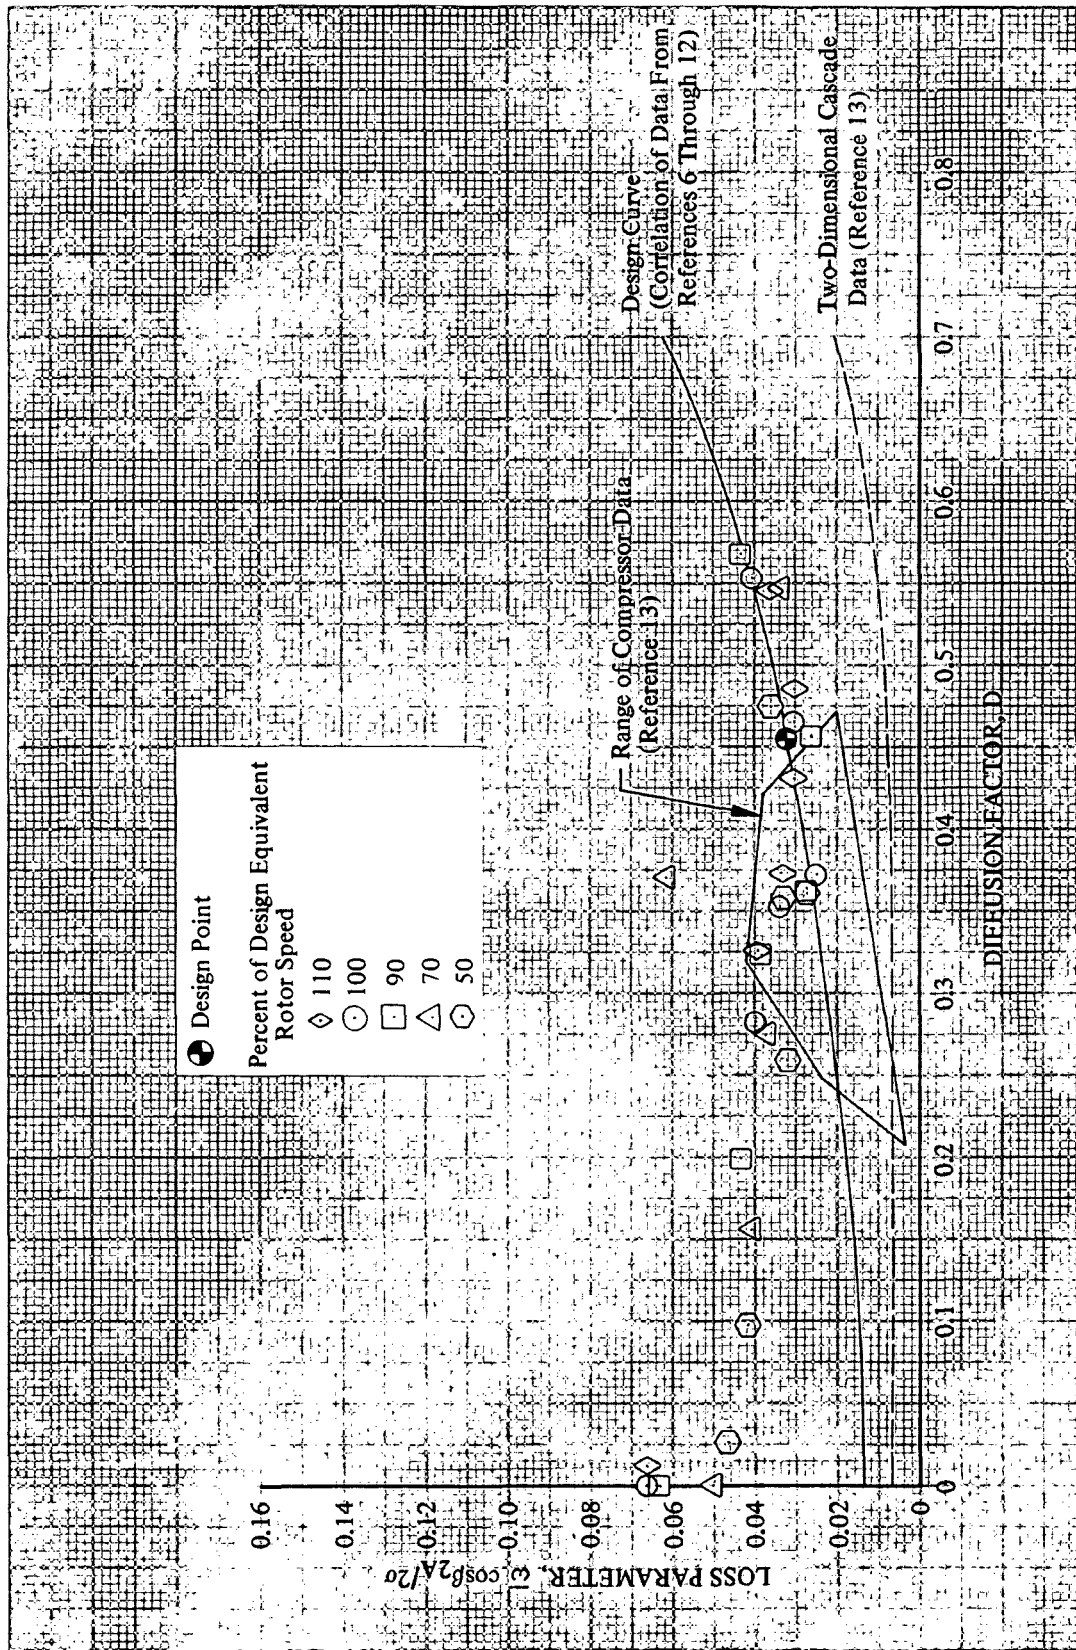 Design Point
Percent of Design Equivalent
Rotor Speed
110
100
90
70
50
Range of Compressor Data
(Reference 13)
Design Curve
(Correlation of Data From
References 6 Through 12)
Two-Dimensional Cascade
Data (Reference 13)
LOSS PARAMETER, ω̄ cosβ2A/2σ
0.16
0.14
0.12
0.10
0.08
0.06
0.04
0.02
0
0
0.1
0.2
0.3
0.4
0.5
0.6
0.7
0.8
DIFFUSION FACTOR, D